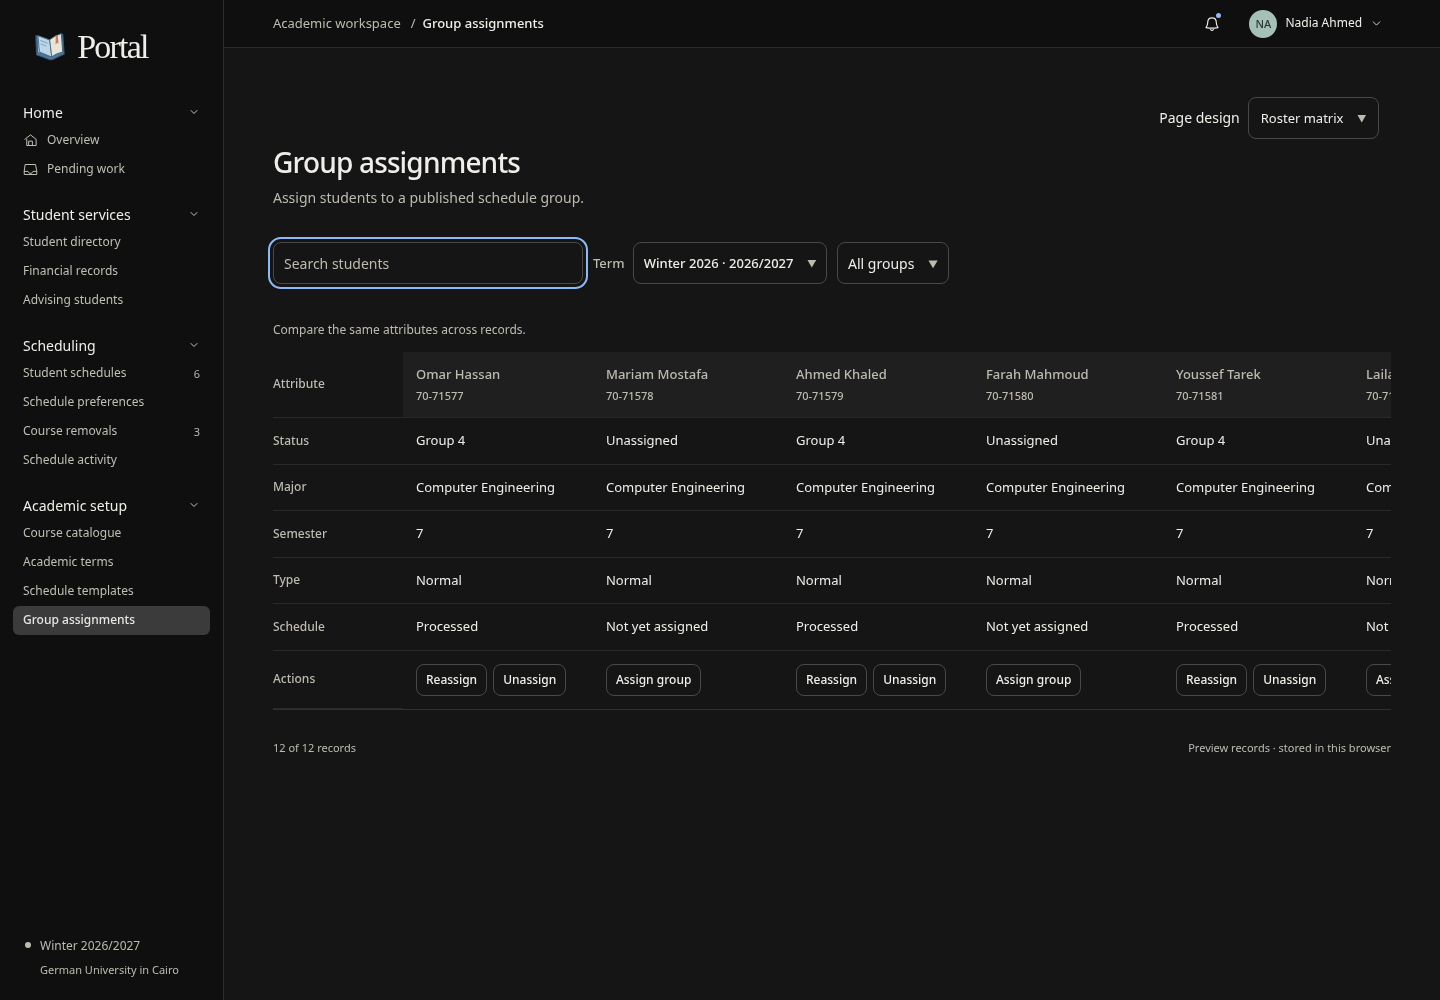 Portal
Home
Overview
Pending work
Student services
Student directory
Financial records
Advising students
Scheduling
Student schedules 6
Schedule preferences
Course removals 3
Schedule activity
Academic setup
Course catalogue
Academic terms
Schedule templates
Group assignments
Winter 2026/2027
German University in Cairo
Academic workspace / Group assignments
NA Nadia Ahmed
Page design Roster matrix
Group assignments
Assign students to a published schedule group.
Search students Term Winter 2026 · 2026/2027 All groups
Compare the same attributes across records.
Attribute Omar Hassan Mariam Mostafa Ahmed Khaled Farah Mahmoud Youssef Tarek Laila
70-71577 70-71578 70-71579 70-71580 70-71581 70-71
Status Group 4 Unassigned Group 4 Unassigned Group 4 Una
Major Computer Engineering Computer Engineering Computer Engineering Computer Engineering Computer Engineering Com
Semester 7 7 7 7 7 7
Type Normal Normal Normal Normal Normal Nor
Schedule Processed Not yet assigned Processed Not yet assigned Processed Not
Actions Reassign Unassign Assign group Reassign Unassign Assign group Reassign Unassign Ass
12 of 12 records Preview records · stored in this browser